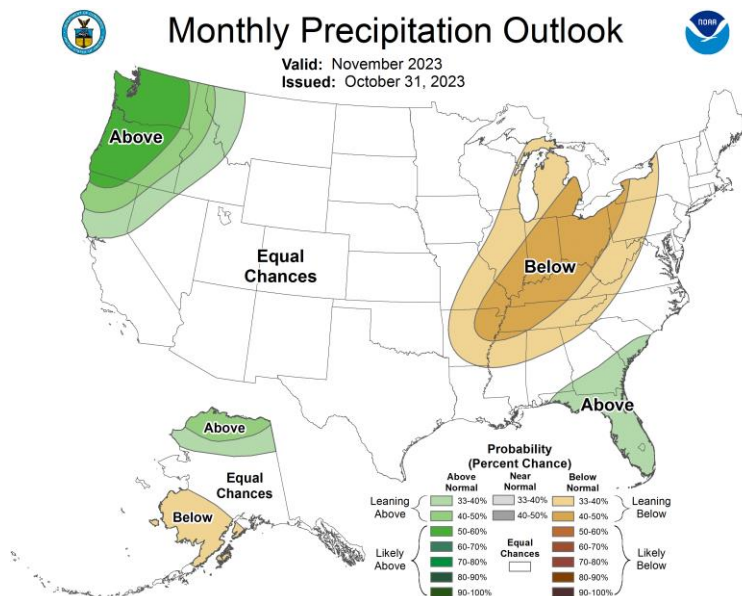 Monthly Precipitation Outlook
NOAA
Valid: November 2023
Issued: October 31, 2023
Above
Equal
Chances
Below
Above
Above
Equal
Chances
Below
Probability
(Percent Chance)
Above
Normal
Near
Normal
Below
Normal
Leaning
Above
33-40%
33-40%
33-40%
Leaning
Below
40-50%
40-50%
40-50%
Likely
Above
50-60%
Equal
Chances
50-60%
Likely
Below
60-70%
60-70%
70-80%
70-80%
80-90%
80-90%
90-100%
90-100%